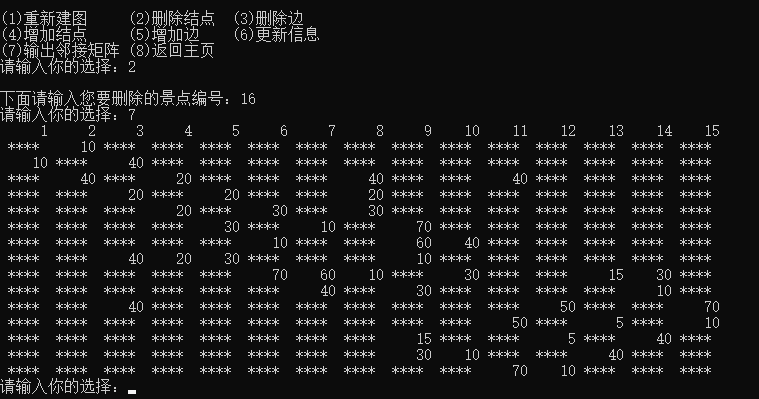 (1)重新建图 (2)删除结点 (3)删除边
(4)增加结点 (5)增加边 (6)更新信息
(7)输出邻接矩阵 (8)返回主页
请输入你的选择：2
下面请输入您要删除的景点编号：16
请输入你的选择：7
1 2 3 4 5 6 7 8 9 10 11 12 13 14 15
**** 10 **** **** **** **** **** **** **** **** **** **** **** **** ****
10 **** 40 **** **** **** **** **** **** **** **** **** **** **** ****
**** 40 **** 20 **** **** **** 40 **** **** 40 **** **** **** ****
**** **** 20 **** 20 **** **** 20 **** **** **** **** **** **** ****
**** **** **** 20 **** 30 **** 30 **** **** **** **** **** **** ****
**** **** **** **** 30 **** 10 **** 70 **** **** **** **** **** ****
**** **** **** **** **** 10 **** **** 60 40 **** **** **** **** ****
**** **** 40 20 30 **** **** **** 10 **** **** **** **** **** ****
**** **** **** **** **** 70 60 10 **** 30 **** **** 15 30 ****
**** **** **** **** **** **** 40 **** 30 **** **** **** **** 10 ****
**** **** 40 **** **** **** **** **** **** **** **** 50 **** **** 70
**** **** **** **** **** **** **** **** **** **** 50 **** 5 **** 10
**** **** **** **** **** **** **** **** 15 **** **** 5 **** 40 ****
**** **** **** **** **** **** **** **** 30 10 **** **** 40 **** ****
**** **** **** **** **** **** **** **** **** **** 70 10 **** **** ****
请输入你的选择：